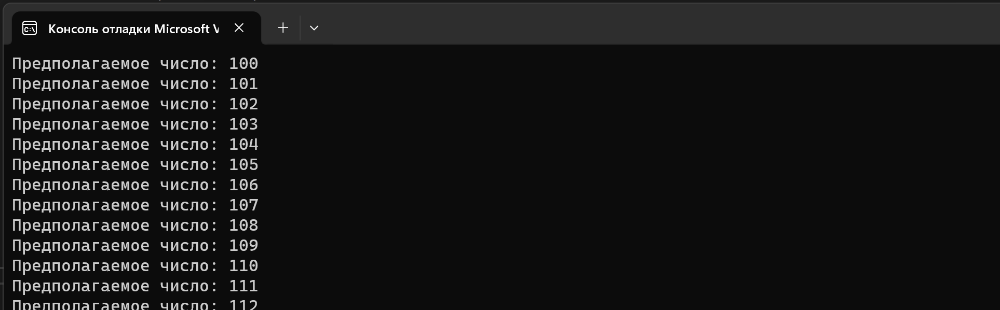 Консоль отладки Microsoft V
Предполагаемое число: 100
Предполагаемое число: 101
Предполагаемое число: 102
Предполагаемое число: 103
Предполагаемое число: 104
Предполагаемое число: 105
Предполагаемое число: 106
Предполагаемое число: 107
Предполагаемое число: 108
Предполагаемое число: 109
Предполагаемое число: 110
Предполагаемое число: 111
Предполагаемое число: 112